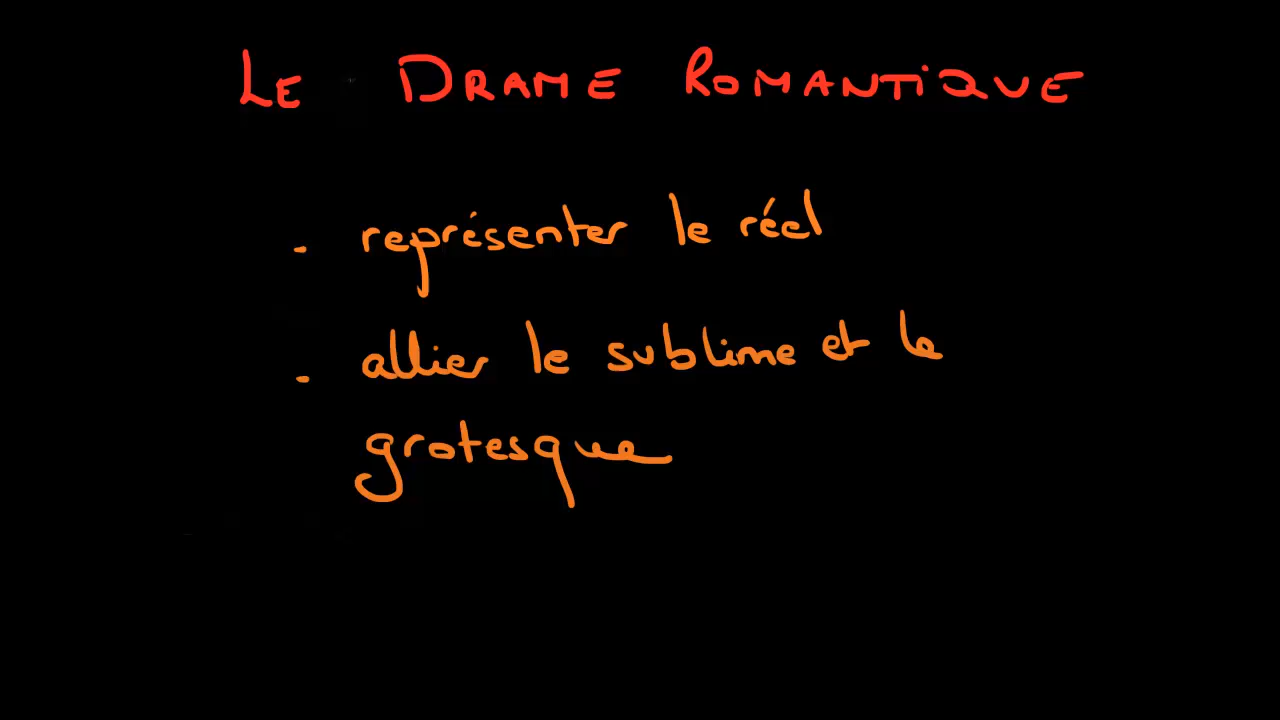 LE DRAME ROMANTIQUE
- représenter le réel
- allier le sublime et le
grotesque